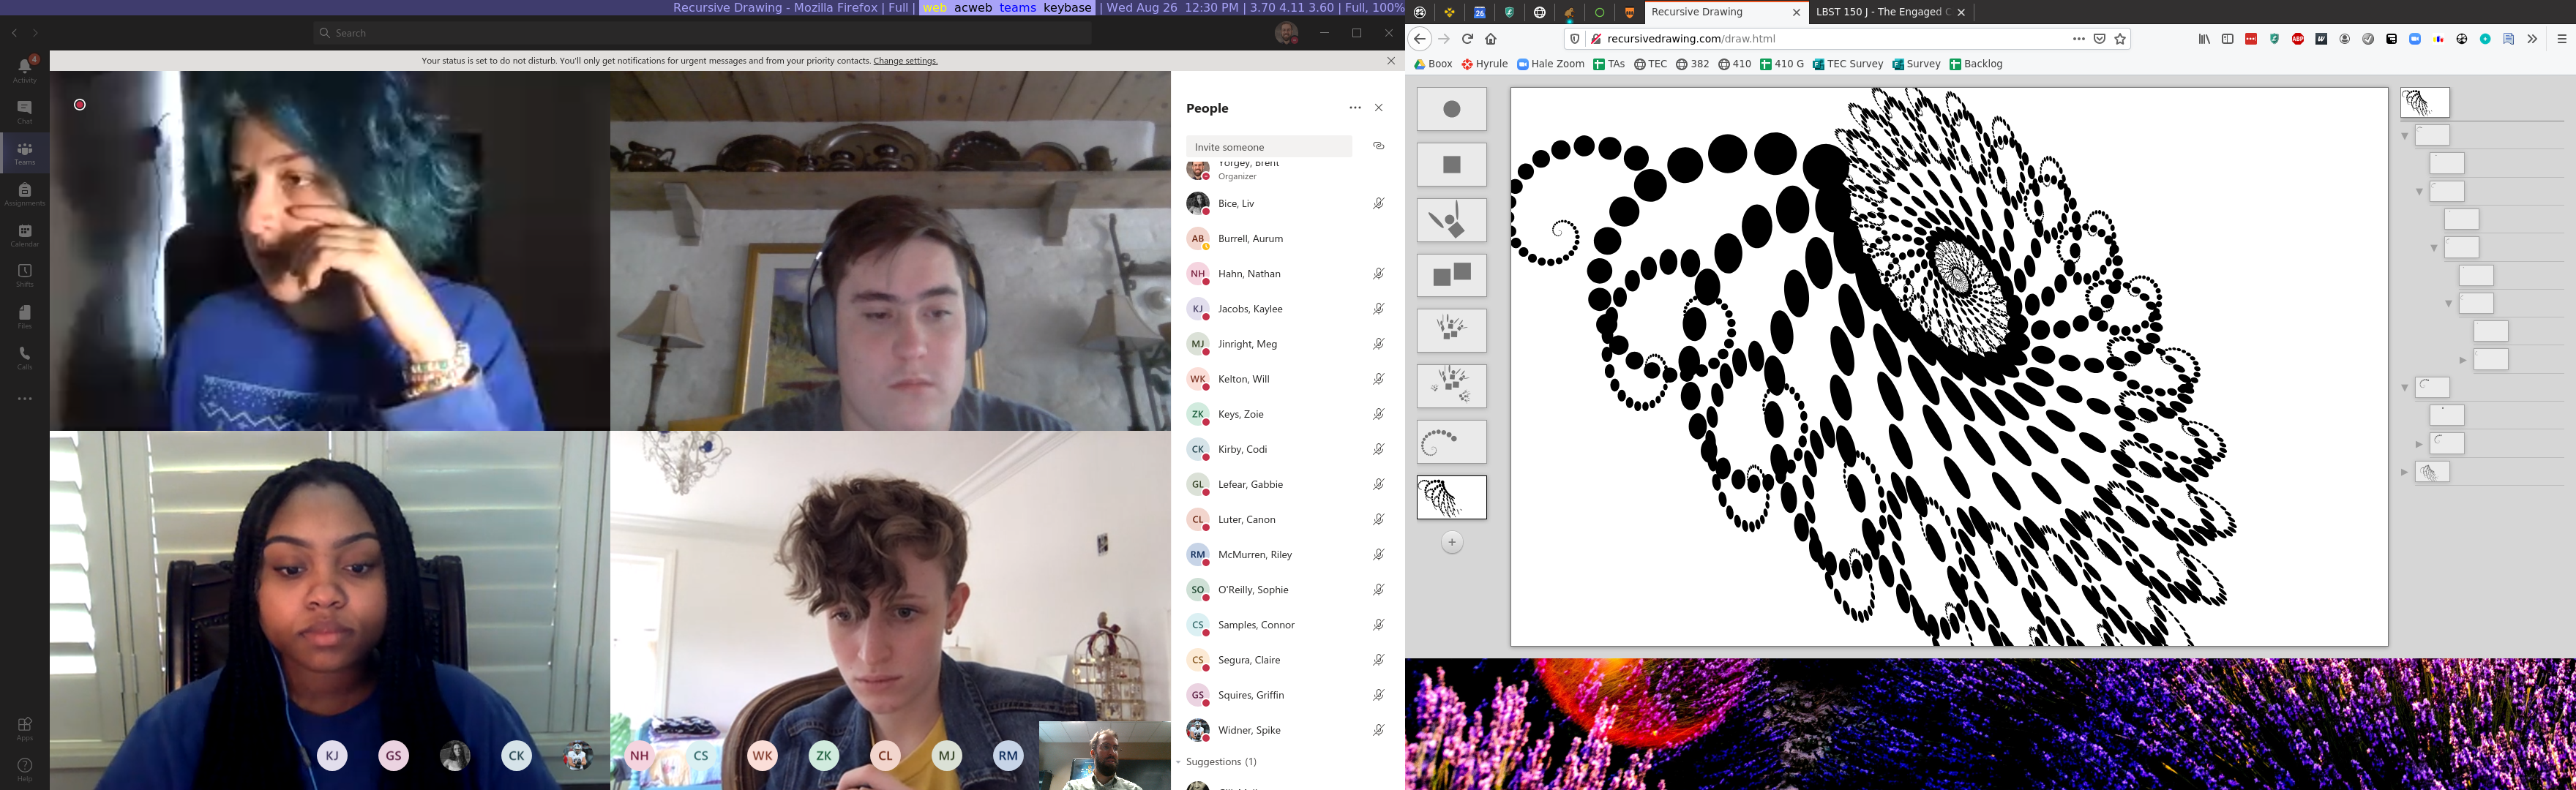 Recursive Drawing - Mozilla Firefox | Full | web acweb teams keybase | Wed Aug 26 12:30 PM | 3.70 4.11 3.60 | Full, 100%
Search
Your status is set to do not disturb. You'll only get notifications for urgent messages and from your priority contacts. Change settings.
4
Activity
Chat
Teams
Assignments
Calendar
Shifts
Files
Calls
Apps
Help
KJ
GS
CK
NH
CS
WK
ZK
CL
MJ
RM
People
Invite someone
Yorgey, Brent
Organizer
Bice, Liv
AB Burrell, Aurum
NH Hahn, Nathan
KJ Jacobs, Kaylee
MJ Jinright, Meg
WK Kelton, Will
ZK Keys, Zoie
CK Kirby, Codi
GL Lefear, Gabbie
CL Luter, Canon
RM McMurren, Riley
SO O'Reilly, Sophie
CS Samples, Connor
CS Segura, Claire
GS Squires, Griffin
Widner, Spike
Suggestions (1)
26
Recursive Drawing
LBST 150 J - The Engaged
recursivedrawing.com/draw.html
ABP
Boox Hyrule Hale Zoom TAs TEC 382 410 410 G TEC Survey Survey Backlog
+